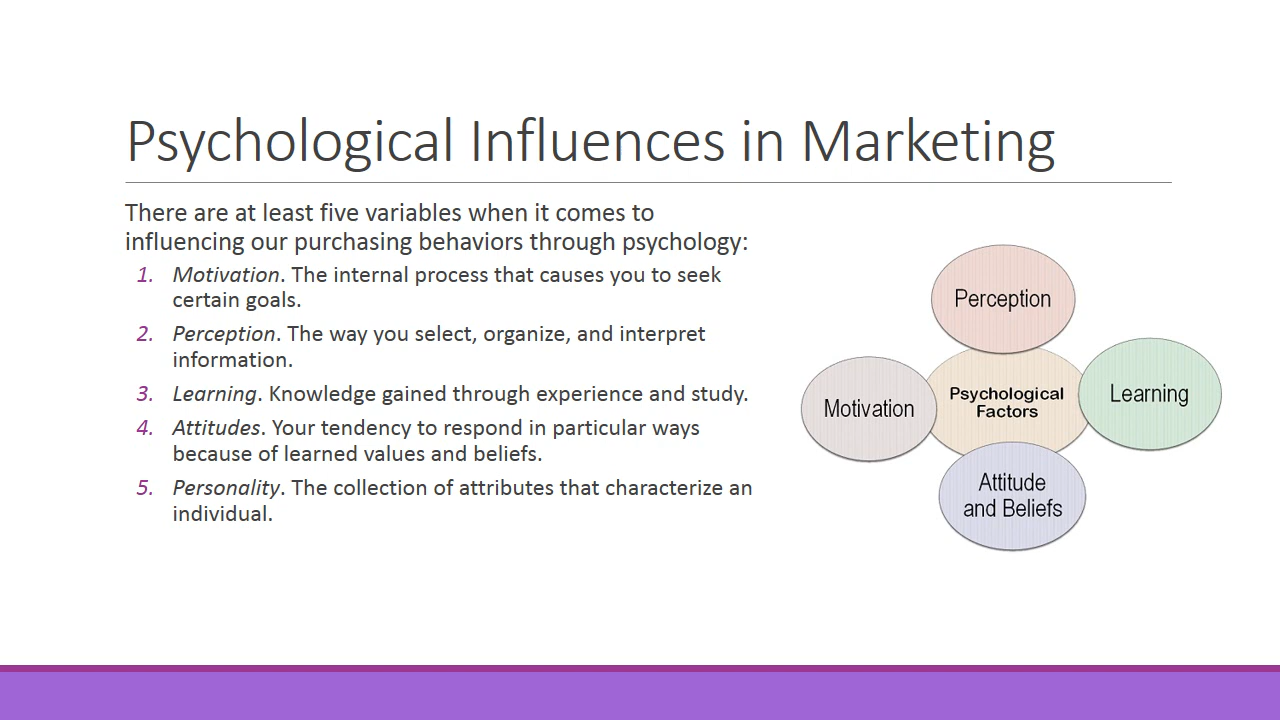 Psychological Influences in Marketing
There are at least five variables when it comes to
influencing our purchasing behaviors through psychology:
1. Motivation. The internal process that causes you to seek
certain goals.
2. Perception. The way you select, organize, and interpret
information.
3. Learning. Knowledge gained through experience and study.
4. Attitudes. Your tendency to respond in particular ways
because of learned values and beliefs.
5. Personality. The collection of attributes that characterize an
individual.
Perception
Motivation
Psychological
Factors
Learning
Attitude
and Beliefs